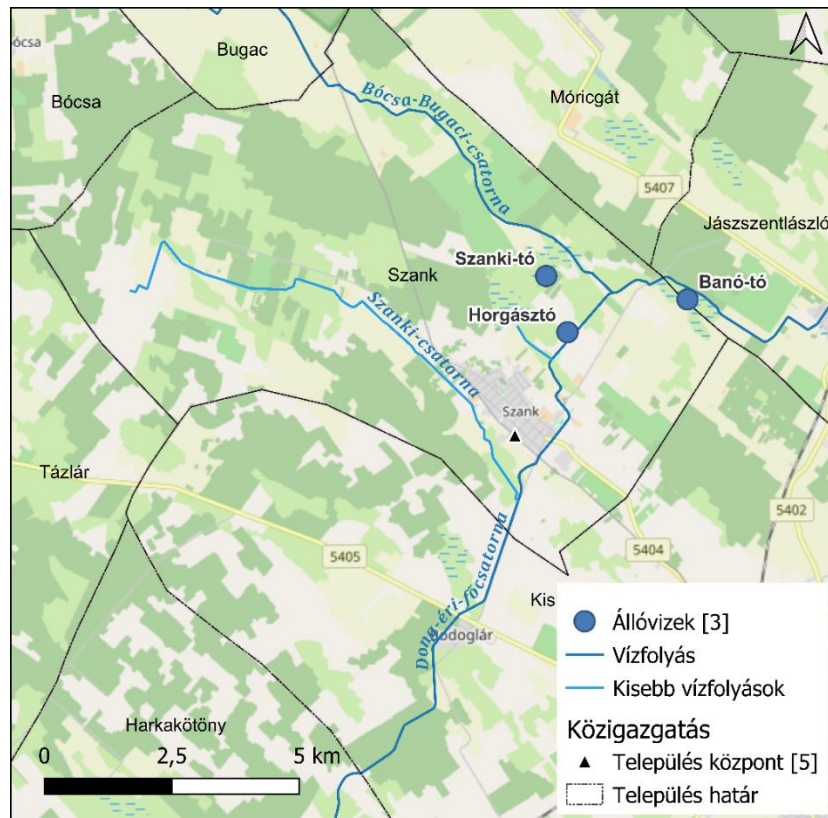 ócsa
Bugac
Bócsa
Móricgát
Bócsa-Bugaci-csatorna
5407
Jászszentlászló
Szank
Szanki-tó
Banó-tó
Horgásztó
Szanki-csatorna
Szank
Tázlár
5402
5404
5405
Kis
Dong-éri-főcsatorna
Bodoglár
Harkakötöny
0
2,5
5 km
Állóvizek [3]
Vízfolyás
Kisebb vízfolyások
Közigazgatás
Település központ [5]
Település határ